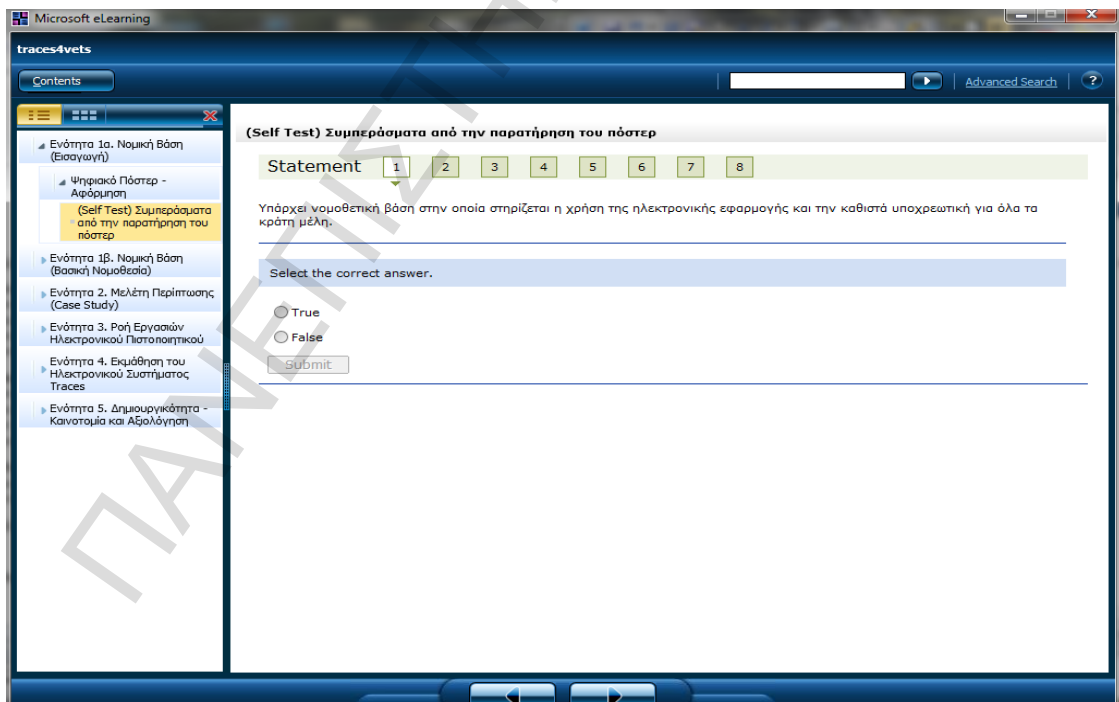 Microsoft eLearning
traces4vets
Contents
Advanced Search
?
(Self Test) Συμπεράσματα από την παρατήρηση του πόστερ
Statement 1 2 3 4 5 6 7 8
Υπάρχει νομοθετική βάση στην οποία στηρίζεται η χρήση της ηλεκτρονικής εφαρμογής και την καθιστά υποχρεωτική για όλα τα
κράτη μέλη.
Select the correct answer.
True
False
Submit
Ενότητα 1α. Νομική Βάση
(Εισαγωγή)
Ψηφιακό Πόστερ -
Αφόρμηση
(Self Test) Συμπεράσματα
από την παρατήρηση του
πόστερ
Ενότητα 1β. Νομική Βάση
(Βασική Νομοθεσία)
Ενότητα 2. Μελέτη Περίπτωσης
(Case Study)
Ενότητα 3. Ροή Εργασιών
Ηλεκτρονικού Πιστοποιητικού
Ενότητα 4. Εκμάθηση του
Ηλεκτρονικού Συστήματος
Traces
Ενότητα 5. Δημιουργικότητα -
Καινοτομία και Αξιολόγηση
ΠΑΝΕΠΙΣΤΗ